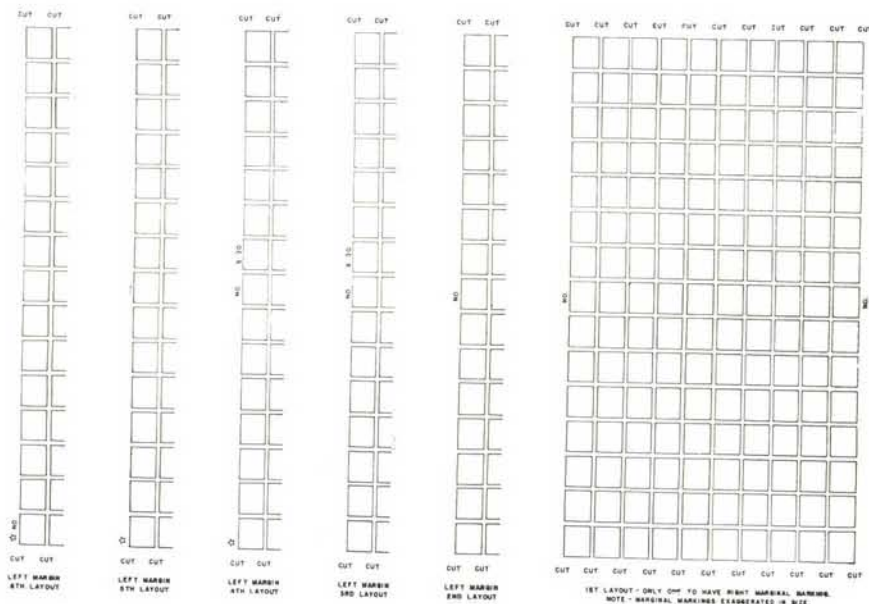 CUT CUT
☆ NO
CUT CUT
LEFT MARGIN
6TH LAYOUT
CUT CUT
☆
CUT CUT
LEFT MARGIN
5TH LAYOUT
CUT CUT
NO
☆
CUT CUT
LEFT MARGIN
4TH LAYOUT
CUT CUT
NO
CUT CUT
LEFT MARGIN
3RD LAYOUT
CUT CUT
NO
CUT CUT
LEFT MARGIN
2ND LAYOUT
CUT CUT CUT CUT CUT CUT CUT CUT CUT CUT
NO. NO.
CUT CUT CUT CUT CUT CUT CUT CUT CUT
1ST LAYOUT - ONLY ONE TO HAVE RIGHT MARGINAL MARKING.
NOTE - MARGINAL MARKINGS EXAGGERATED IN SIZE